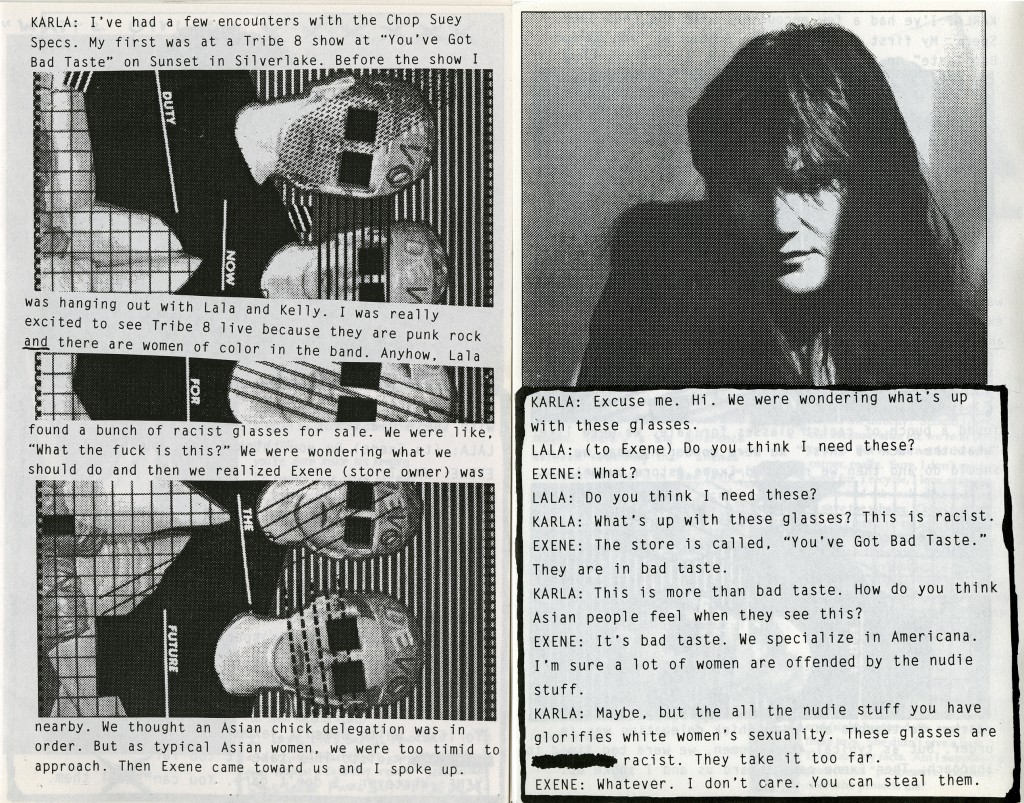 KARLA: I've had a few encounters with the Chop Suey
Specs. My first was at a Tribe 8 show at "You've Got
Bad Taste" on Sunset in Silverlake. Before the show I
DUTY
DEVO
NOW
DEVO
was hanging out with Lala and Kelly. I was really
excited to see Tribe 8 live because they are punk rock
and there are women of color in the band. Anyhow, Lala
FOR
found a bunch of racist glasses for sale. We were like,
"What the fuck is this?" We were wondering what we
should do and then we realized Exene (store owner) was
THE
DEVO
FUTURE
DEVO
nearby. We thought an Asian chick delegation was in
order. But as typical Asian women, we were too timid to
approach. Then Exene came toward us and I spoke up.
KARLA: Excuse me. Hi. We were wondering what's up
with these glasses.
LALA: (to Exene) Do you think I need these?
EXENE: What?
LALA: Do you think I need these?
KARLA: What's up with these glasses? This is racist.
EXENE: The store is called, "You've Got Bad Taste."
They are in bad taste.
KARLA: This is more than bad taste. How do you think
Asian people feel when they see this?
EXENE: It's bad taste. We specialize in Americana.
I'm sure a lot of women are offended by the nudie
stuff.
KARLA: Maybe, but the all the nudie stuff you have
glorifies white women's sexuality. These glasses are
racist. They take it too far.
EXENE: Whatever. I don't care. You can steal them.